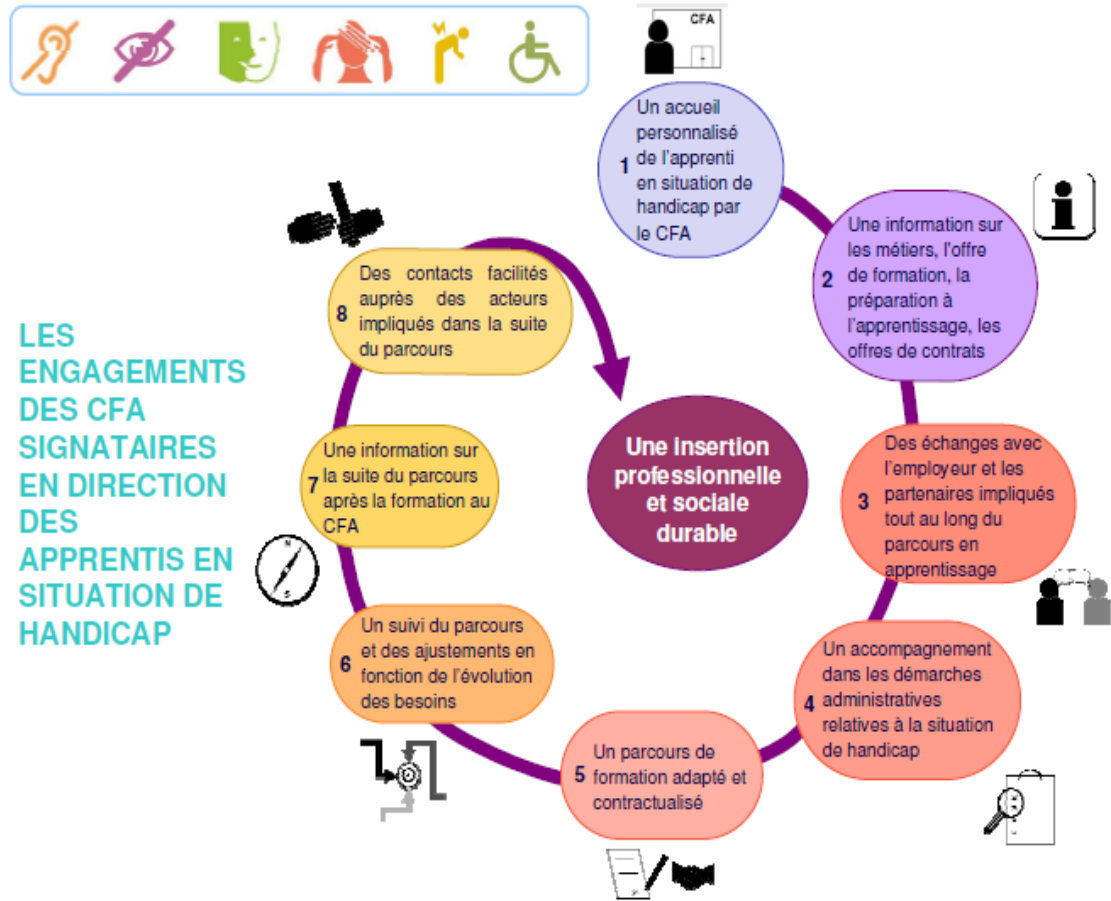 CFA
Un accueil
personnalisé
1 de l'apprenti
en situation de
handicap par
le CFA
Une information sur
les métiers, l'offre
de formation, la
2 préparation à
l'apprentissage, les
offres de contrats
Des échanges avec
l'employeur et les
partenaires impliqués
3 tout au long du
parcours en
apprentissage
Un accompagnement
dans les démarches
4 administratives
relatives à la situation
de handicap
Un parcours de
5 formation adapté et
contractualisé
Un suivi du parcours
et des ajustements en
6 fonction de l'évolution
des besoins
Une information sur
7 la suite du parcours
après la formation au
CFA
N
S
Des contacts facilités
auprès des acteurs
8 impliqués dans la suite
du parcours
Une insertion
professionnelle
et sociale
durable
LES
ENGAGEMENTS
DES CFA
SIGNATAIRES
EN DIRECTION
DES
APPRENTIS EN
SITUATION DE
HANDICAP